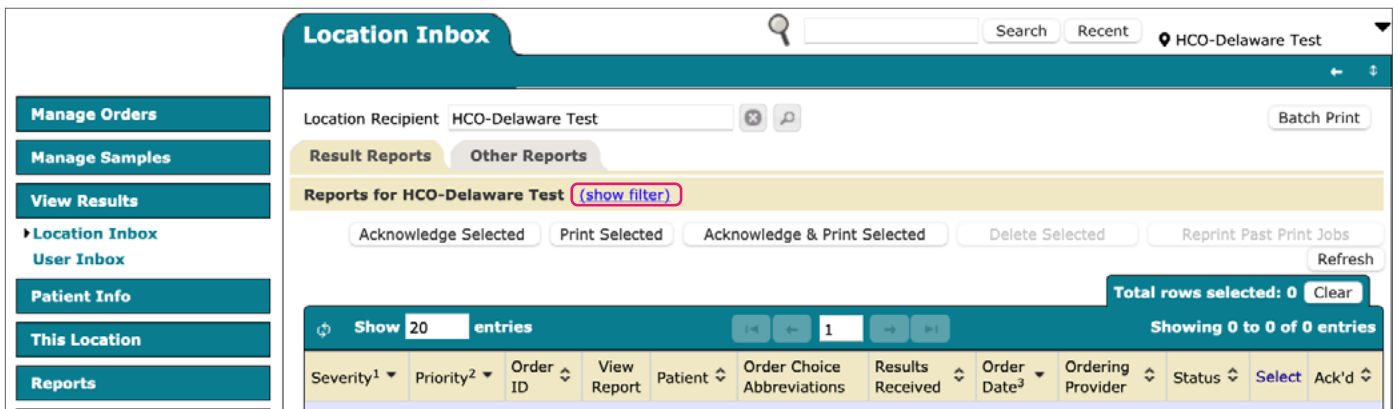 Location Inbox
Search Recent HCO-Delaware Test
Manage Orders
Manage Samples
View Results
Location Inbox
User Inbox
Patient Info
This Location
Reports
Location Recipient HCO-Delaware Test
Batch Print
Result Reports Other Reports
Reports for HCO-Delaware Test (show filter)
Acknowledge Selected Print Selected Acknowledge & Print Selected Delete Selected Reprint Past Print Jobs
Refresh
Total rows selected: 0 Clear
Show 20 entries 1 Showing 0 to 0 of 0 entries
Severity¹ Priority² Order ID View Report Patient Order Choice Abbreviations Results Received Order Date³ Ordering Provider Status Select Ack'd